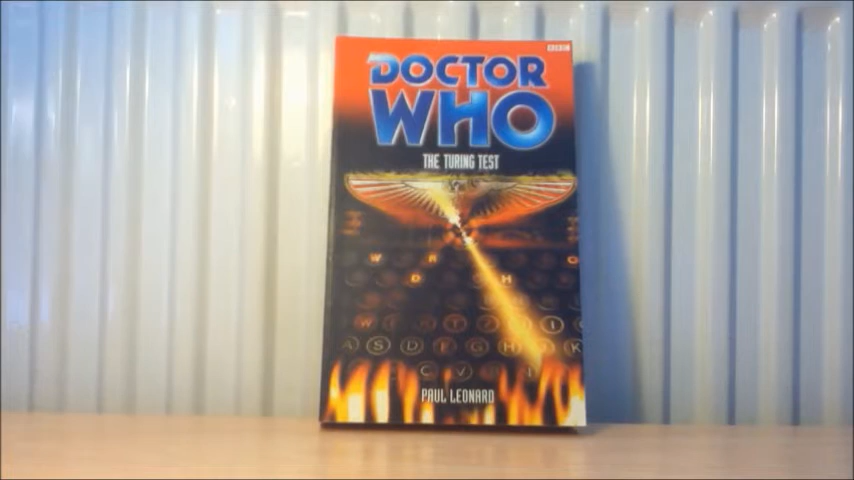 BBC
DOCTOR
WHO
THE TURING TEST
W R O
D H
W T Z I
A S D F G H J K
C V
PAUL LEONARD